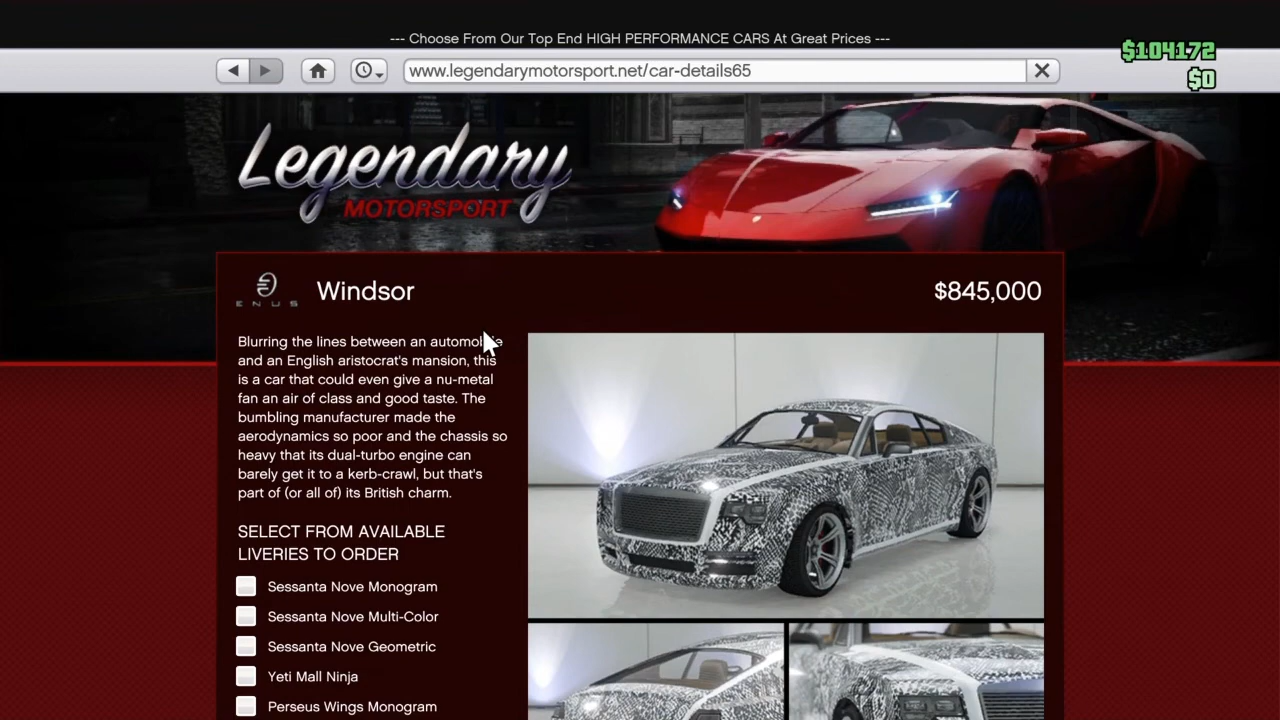 --- Choose From Our Top End HIGH PERFORMANCE CARS At Great Prices ---
$104172
www.legendarymotorsport.net/car-details65
$0
Legendary
MOTORSPORT
ENUS
Windsor
$845,000
Blurring the lines between an automobile
and an English aristocrat's mansion, this
is a car that could even give a nu-metal
fan an air of class and good taste. The
bumbling manufacturer made the
aerodynamics so poor and the chassis so
heavy that its dual-turbo engine can
barely get it to a kerb-crawl, but that's
part of (or all of) its British charm.
SELECT FROM AVAILABLE
LIVERIES TO ORDER
Sessanta Nove Monogram
Sessanta Nove Multi-Color
Sessanta Nove Geometric
Yeti Mall Ninja
Perseus Wings Monogram